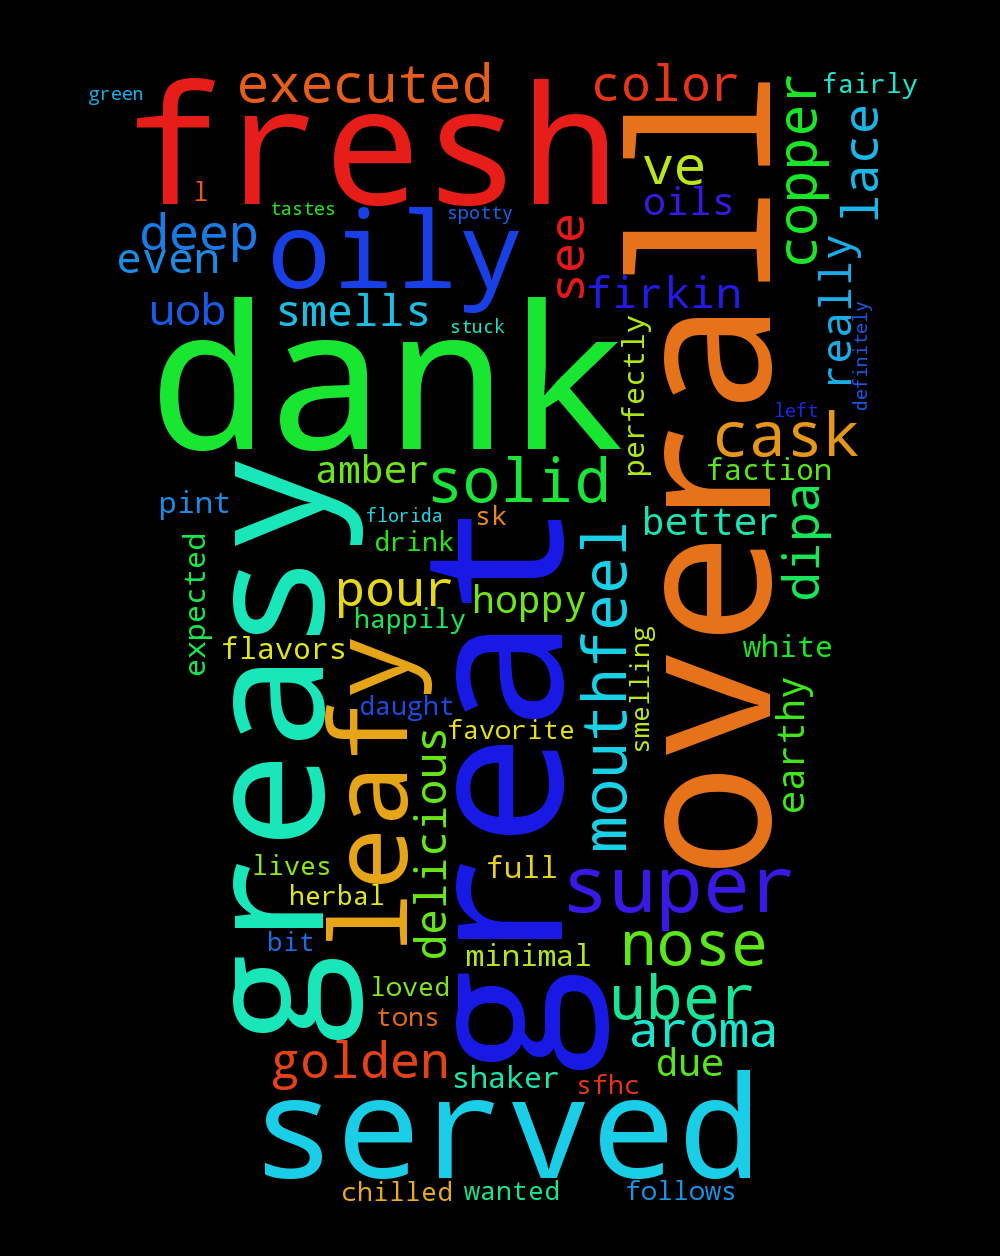 green
fresh
executed
color
fairly
overall
copper
lace
ve
oils
l
tastes
spotty
deep
even
oily
see
really
uob
smells
firkin
stuck
definitely
dank
perfectly
left
cask
amber
solid
faction
pint
florida
sk
better
dipa
greasy
drink
great
expected
pour
hoppy
mouthfeel
happily
flavors
leafy
smelling
white
daught
favorite
earthy
delicious
lives
full
super
herbal
bit
minimal
nose
loved
uber
tons
aroma
golden
shaker
due
sfhc
served
chilled
wanted
follows